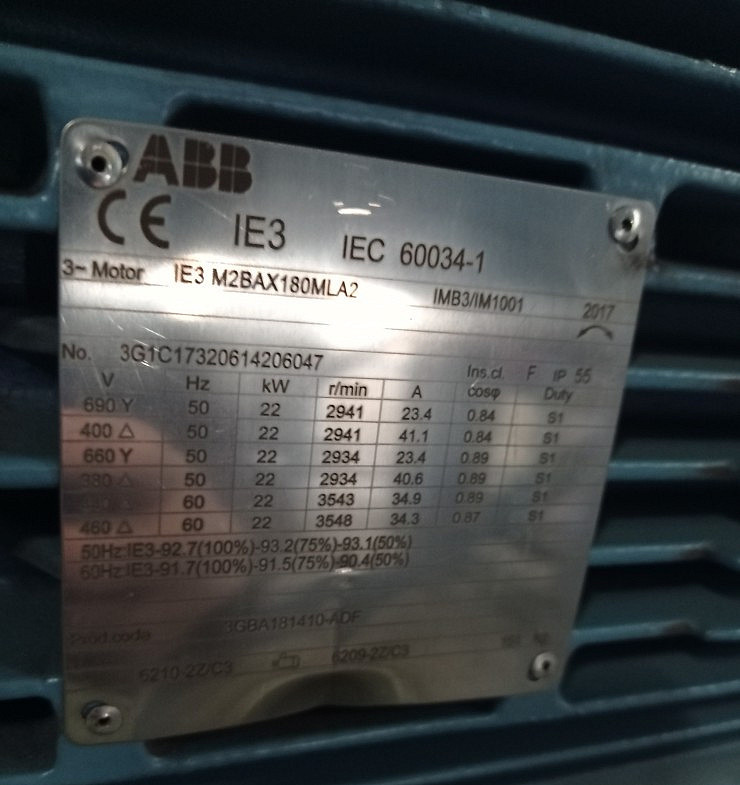 ABB
CE IE3 IEC 60034-1
3~ Motor IE3 M2BAX180MLA2 IMB3/IM1001 2017
No. 3G1C17320614206047 Ins.cl. F IP 55
V Hz kW r/min A cosφ Duty
690 Y 50 22 2941 23.4 0.84 S1
400 △ 50 22 2941 41.1 0.84 S1
660 Y 50 22 2934 23.4 0.89 S1
380 △ 50 22 2934 40.6 0.89 S1
60 22 3543 34.9 0.89 S1
460 △ 60 22 3548 34.3 0.87 S1
50Hz:IE3-92.7(100%)-93.2(75%)-93.1(50%)
60Hz:IE3-91.7(100%)-91.5(75%)-90.4(50%)
Prod.code 3GBA181410-ADF
6210-2Z/C3 6209-2Z/C3